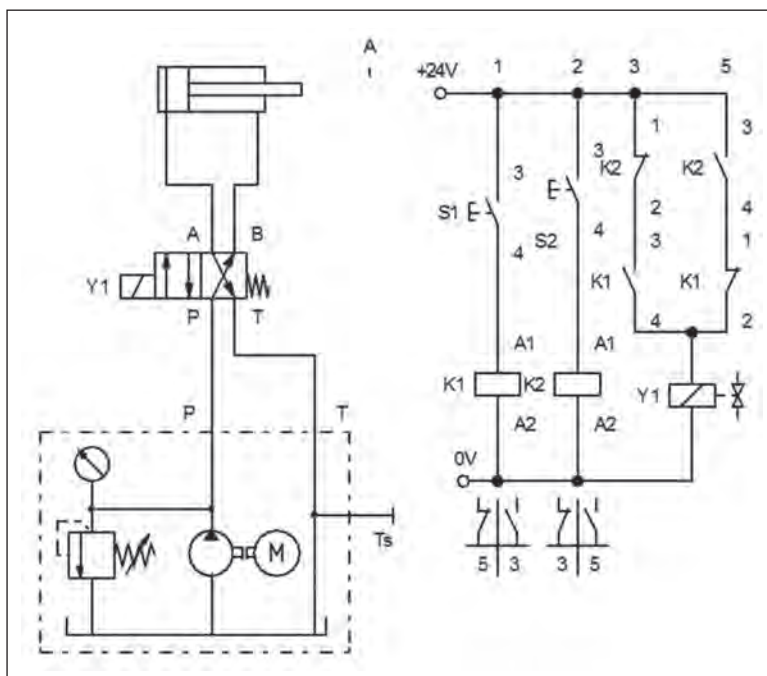 A
+24V 1 2 3 5
1 3
3 3 K2 K2
S1 2 4
4 S2 4 3 1
K1 K1
4 2
A1 A1
K1 K2 Y1
A2 A2
0V
5 3 3 5
A B
Y1
P T
P T
M
Ts